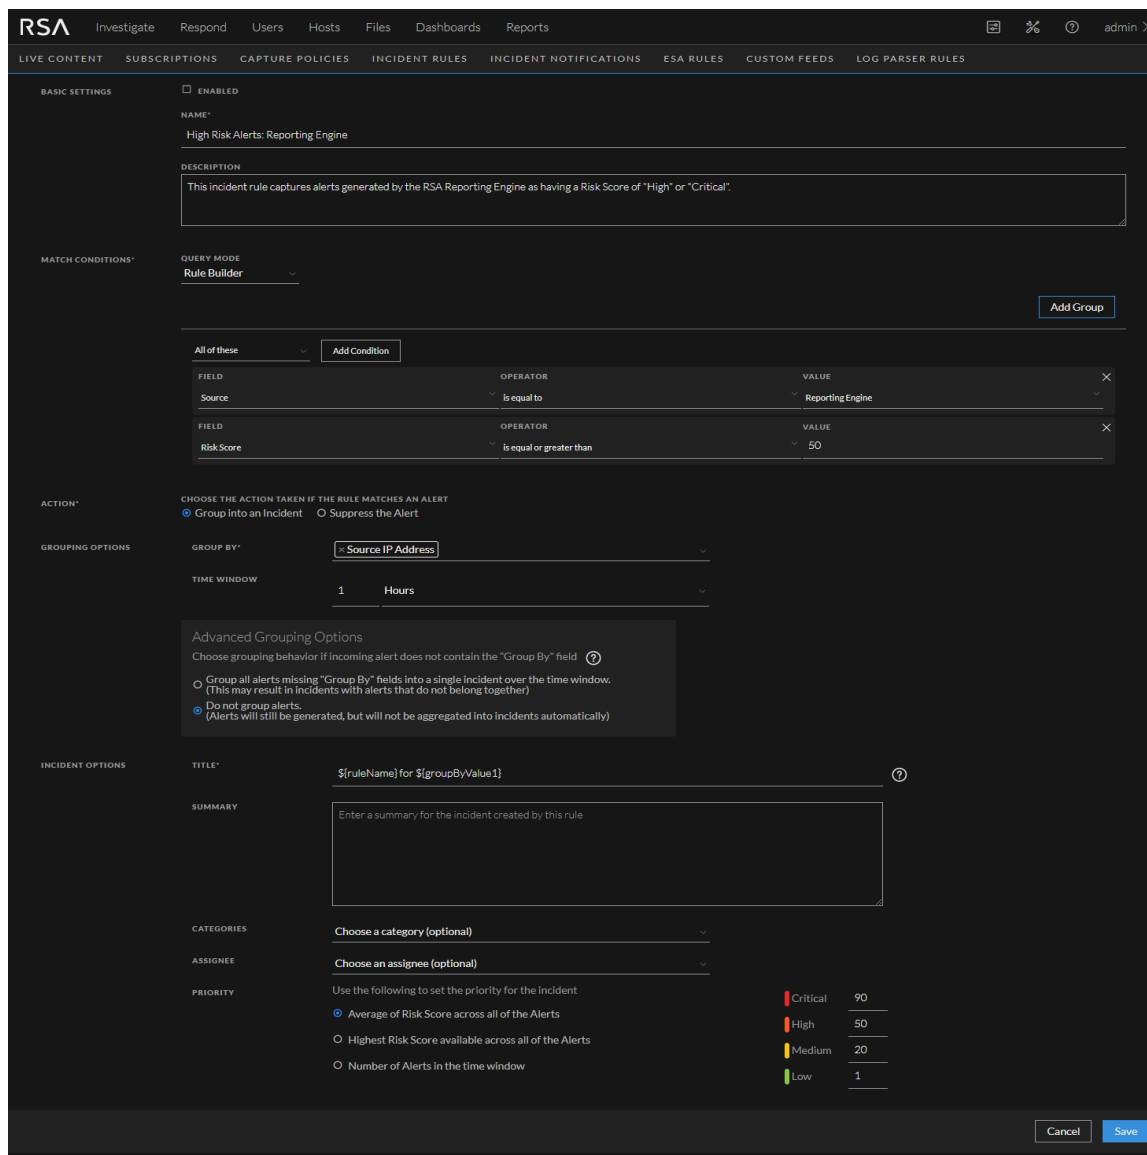 RSA Investigate Respond Users Hosts Files Dashboards Reports admin
LIVE CONTENT SUBSCRIPTIONS CAPTURE POLICIES INCIDENT RULES INCIDENT NOTIFICATIONS ESA RULES CUSTOM FEEDS LOG PARSER RULES
BASIC SETTINGS ENABLED
NAME*
High Risk Alerts: Reporting Engine
DESCRIPTION
This incident rule captures alerts generated by the RSA Reporting Engine as having a Risk Score of "High" or "Critical".
MATCH CONDITIONS* QUERY MODE
Rule Builder
Add Group
All of these Add Condition
FIELD OPERATOR VALUE
Source is equal to Reporting Engine
FIELD OPERATOR VALUE
Risk Score is equal or greater than 50
ACTION* CHOOSE THE ACTION TAKEN IF THE RULE MATCHES AN ALERT
Group into an Incident Suppress the Alert
GROUPING OPTIONS GROUP BY* × Source IP Address
TIME WINDOW 1 Hours
Advanced Grouping Options
Choose grouping behavior if incoming alert does not contain the "Group By" field ?
Group all alerts missing "Group By" fields into a single incident over the time window.
(This may result in incidents with alerts that do not belong together)
Do not group alerts.
(Alerts will still be generated, but will not be aggregated into incidents automatically)
INCIDENT OPTIONS TITLE* ${ruleName} for ${groupByValue1} ?
SUMMARY Enter a summary for the incident created by this rule
CATEGORIES Choose a category (optional)
ASSIGNEE Choose an assignee (optional)
PRIORITY Use the following to set the priority for the incident
Average of Risk Score across all of the Alerts
Highest Risk Score available across all of the Alerts
Number of Alerts in the time window
Critical 90
High 50
Medium 20
Low 1
Cancel Save